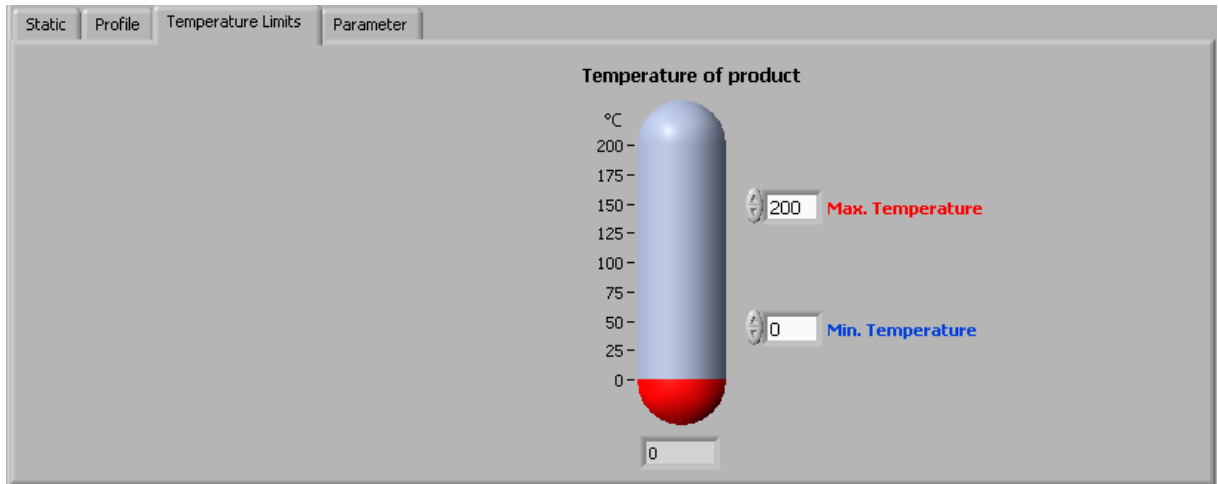 Static Profile Temperature Limits Parameter
Temperature of product
°C
200
175
150
200 Max. Temperature
125
100
75
50
0 Min. Temperature
25
0
0